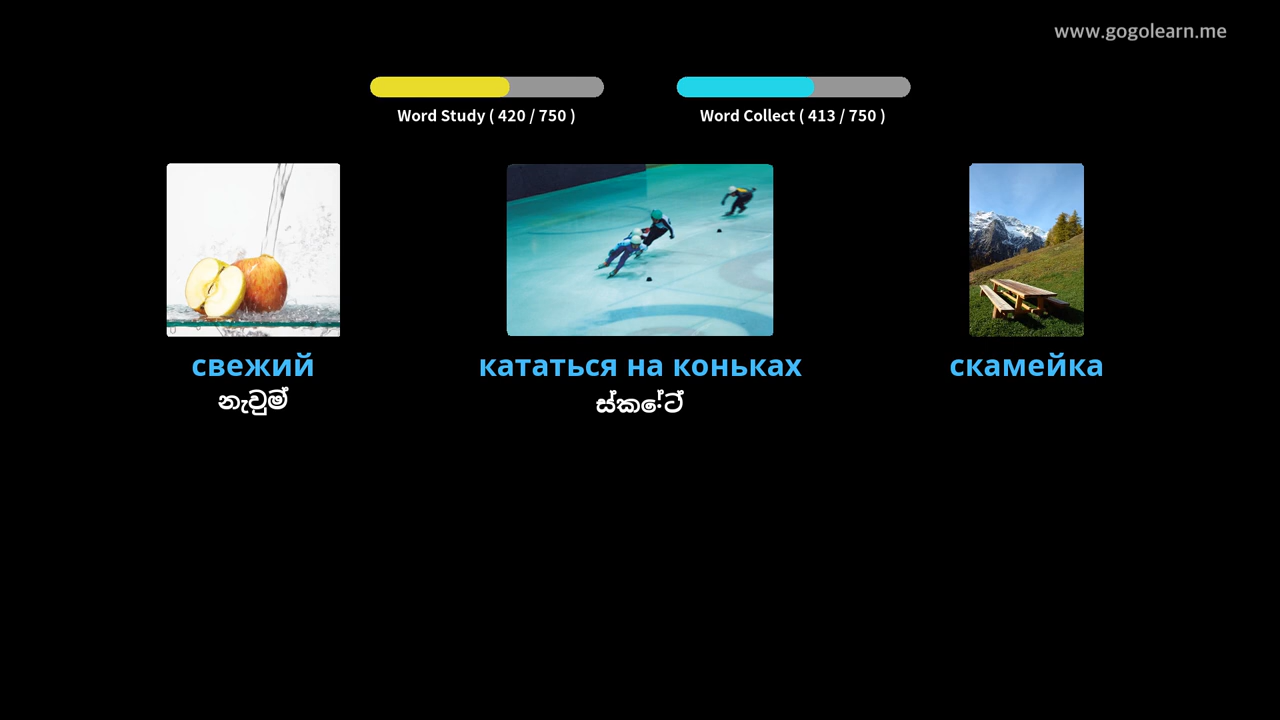 www.gogolearn.me
Word Study ( 420 / 750 )
Word Collect ( 413 / 750 )
свежий
නැවුම්
кататься на коньках
ස්කේට්
скамейка